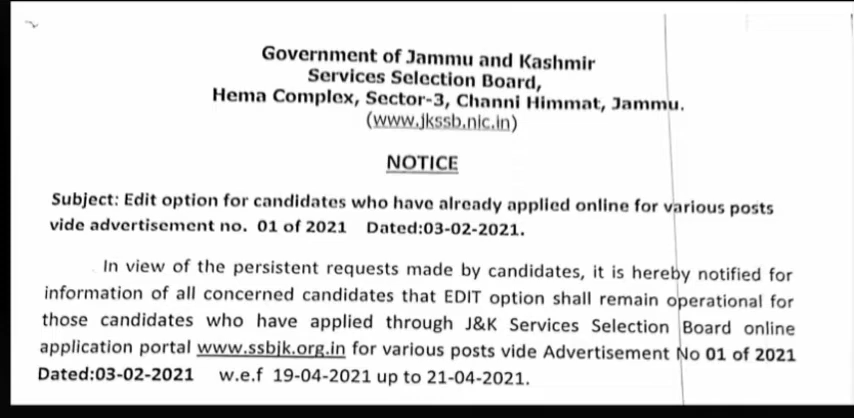 Government of Jammu and Kashmir
Services Selection Board,
Hema Complex, Sector-3, Channi Himmat, Jammu.
(www.jkssb.nic.in)
NOTICE
Subject: Edit option for candidates who have already applied online for various posts
vide advertisement no. 01 of 2021 Dated:03-02-2021.
In view of the persistent requests made by candidates, it is hereby notified for
information of all concerned candidates that EDIT option shall remain operational for
those candidates who have applied through J&K Services Selection Board online
application portal www.ssbjk.org.in for various posts vide Advertisement No 01 of 2021
Dated:03-02-2021 w.e.f 19-04-2021 up to 21-04-2021.